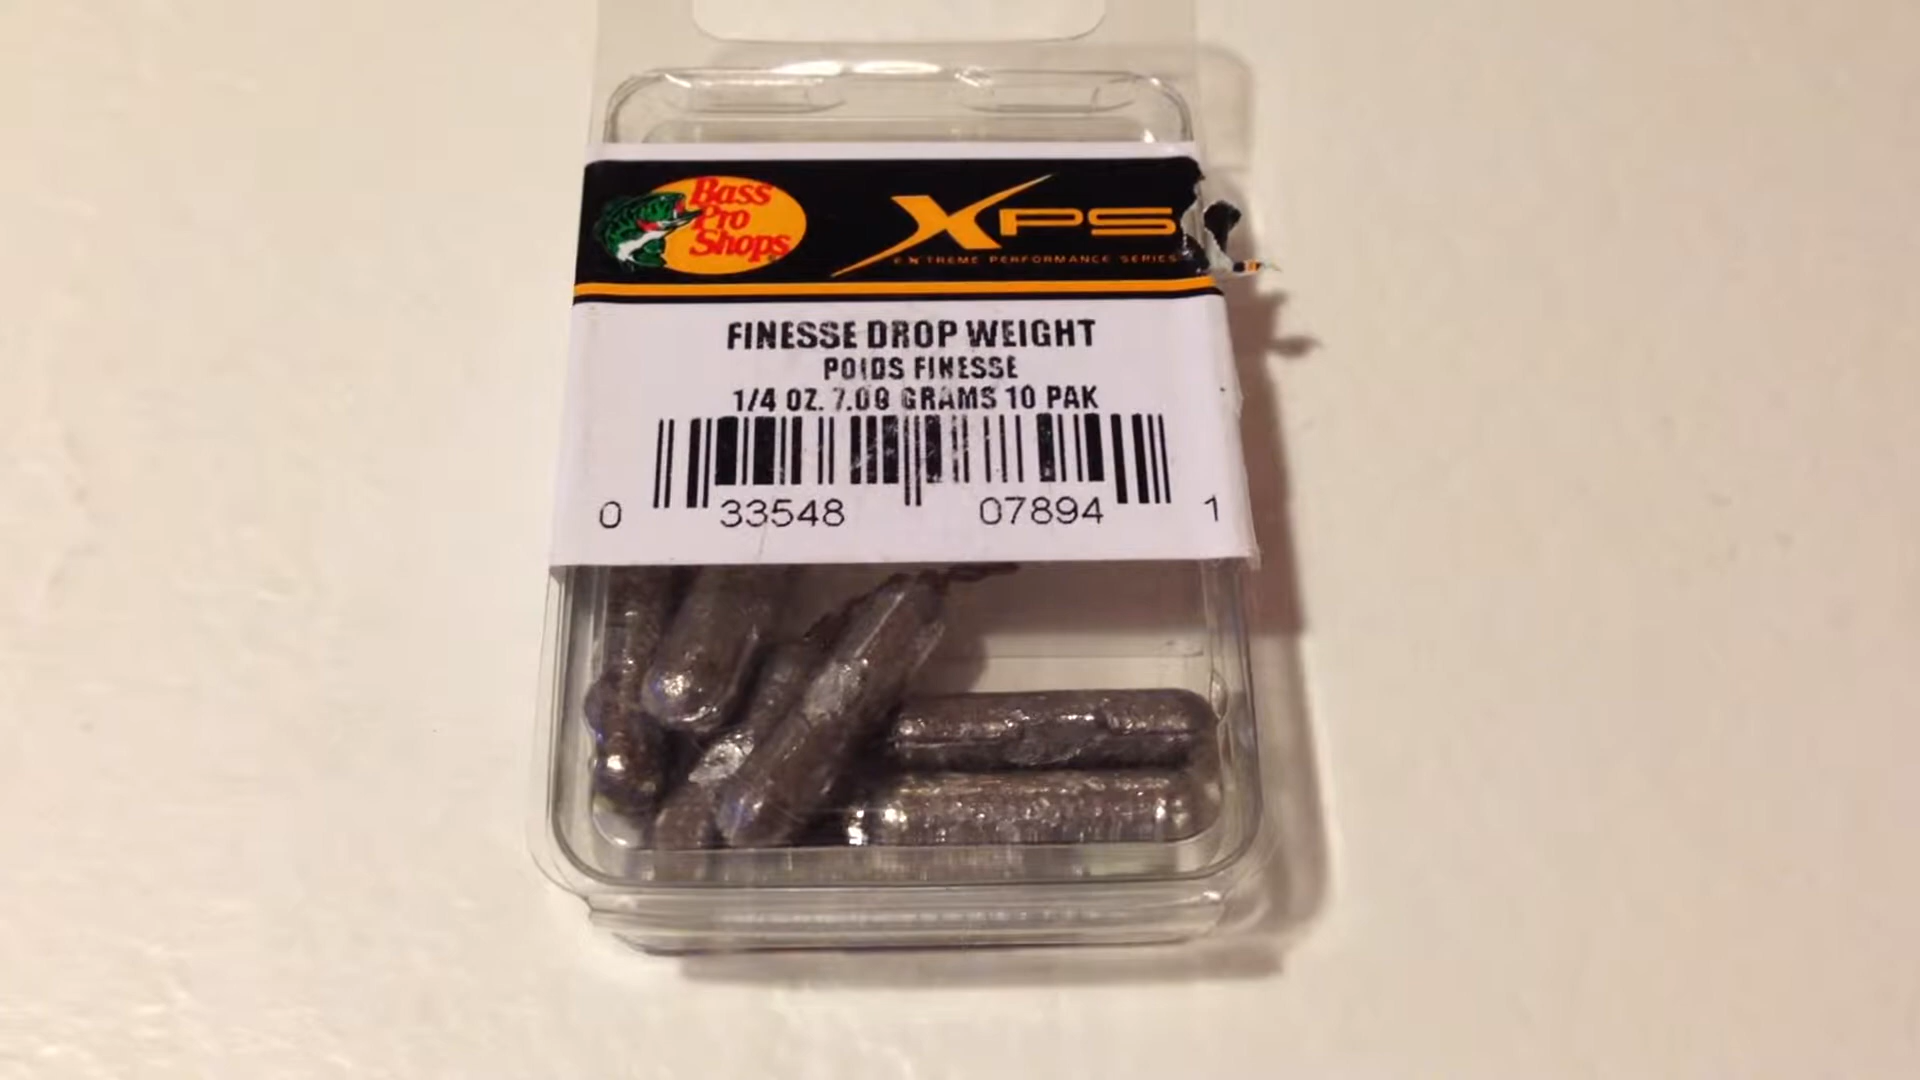 Bass
Pro
Shops
XPS
EXTREME PERFORMANCE SERIES
FINESSE DROP WEIGHT
POIDS FINESSE
1/4 OZ. 7.09 GRAMS 10 PAK
0 33548 07894 1